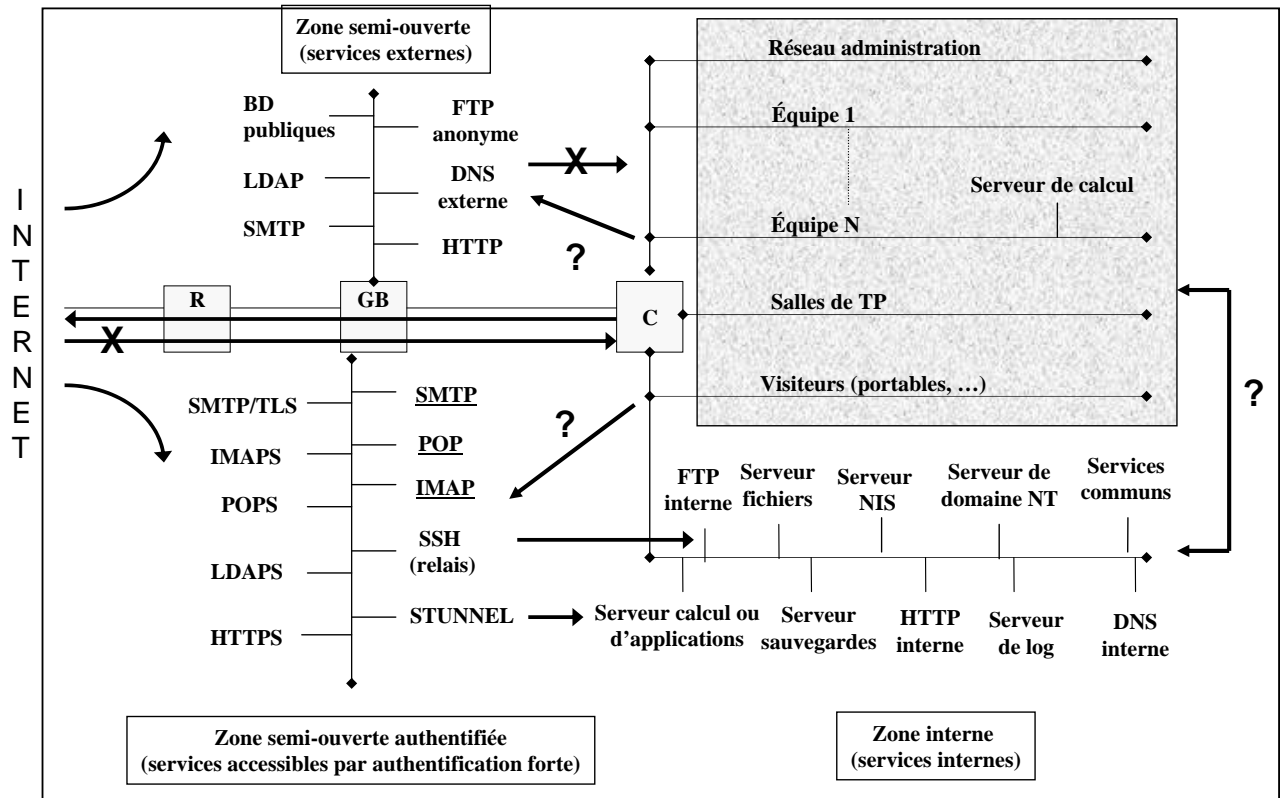 Zone semi-ouverte
(services externes)
BD
publiques
FTP
anonyme
LDAP
DNS
externe
SMTP
HTTP
X
?
INTERNET
R
GB
C
X
Réseau administration
Équipe 1
Serveur de calcul
Équipe N
Salles de TP
Visiteurs (portables, …)
?
SMTP/TLS
SMTP
IMAPS
POP
POPS
IMAP
SSH
(relais)
LDAPS
STUNNEL
HTTPS
?
FTP
interne
Serveur
fichiers
Serveur
NIS
Serveur de
domaine NT
Services
communs
Serveur calcul ou
d’applications
Serveur
sauvegardes
HTTP
interne
Serveur
de log
DNS
interne
Zone semi-ouverte authentifiée
(services accessibles par authentification forte)
Zone interne
(services internes)